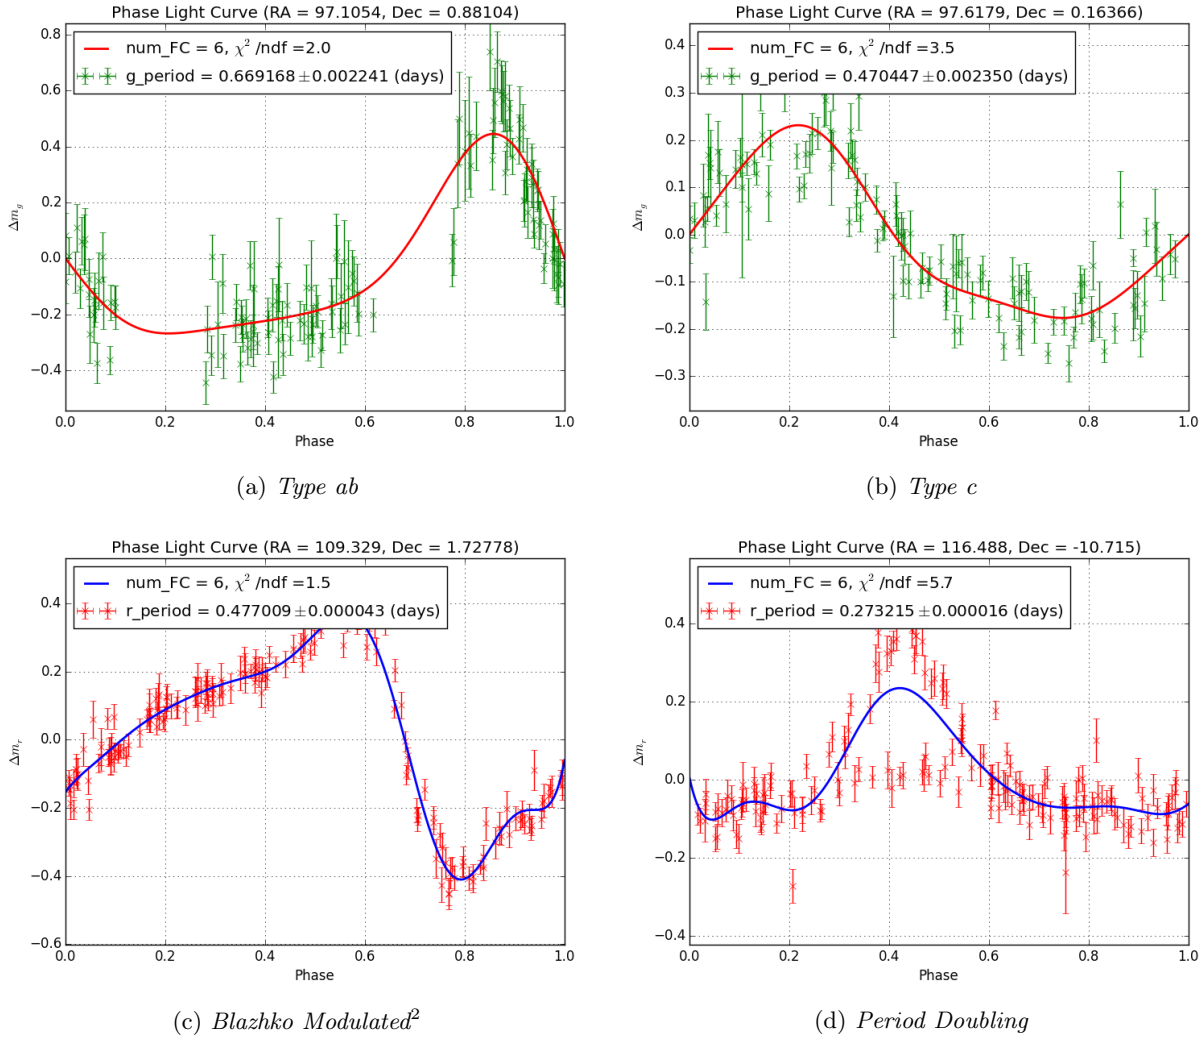 Phase Light Curve (RA = 97.1054, Dec = 0.88104)
num_FC = 6, χ² /ndf =2.0
g_period = 0.669168±0.002241 (days)
0.8
0.6
0.4
0.2
0.0
−0.2
−0.4
Δm_g
0.0 0.2 0.4 0.6 0.8 1.0
Phase
(a) Type ab
Phase Light Curve (RA = 97.6179, Dec = 0.16366)
num_FC = 6, χ² /ndf =3.5
g_period = 0.470447±0.002350 (days)
0.4
0.3
0.2
0.1
0.0
−0.1
−0.2
−0.3
Δm_g
0.0 0.2 0.4 0.6 0.8 1.0
Phase
(b) Type c
Phase Light Curve (RA = 109.329, Dec = 1.72778)
num_FC = 6, χ² /ndf =1.5
r_period = 0.477009±0.000043 (days)
0.4
0.2
0.0
−0.2
−0.4
−0.6
Δm_r
0.0 0.2 0.4 0.6 0.8 1.0
Phase
(c) Blazhko Modulated²
Phase Light Curve (RA = 116.488, Dec = -10.715)
num_FC = 6, χ² /ndf =5.7
r_period = 0.273215±0.000016 (days)
0.4
0.2
0.0
−0.2
−0.4
Δm_r
0.0 0.2 0.4 0.6 0.8 1.0
Phase
(d) Period Doubling